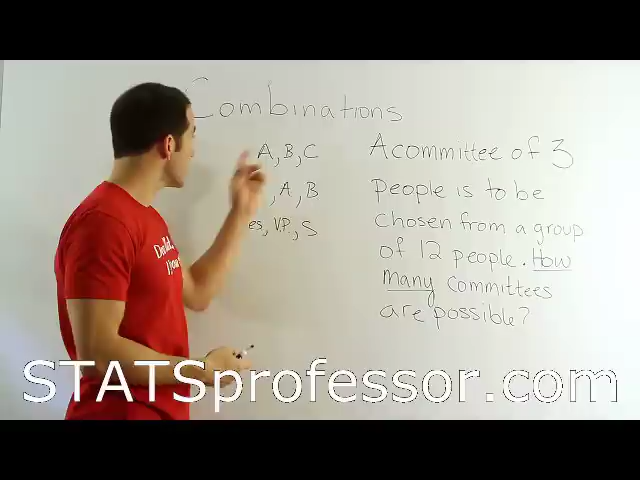 Combinations
A, B, C
, A, B
es, V.P., S
A committee of 3
people is to be
chosen from a group
of 12 people. How
many committees
are possible?
STATSprofessor.com